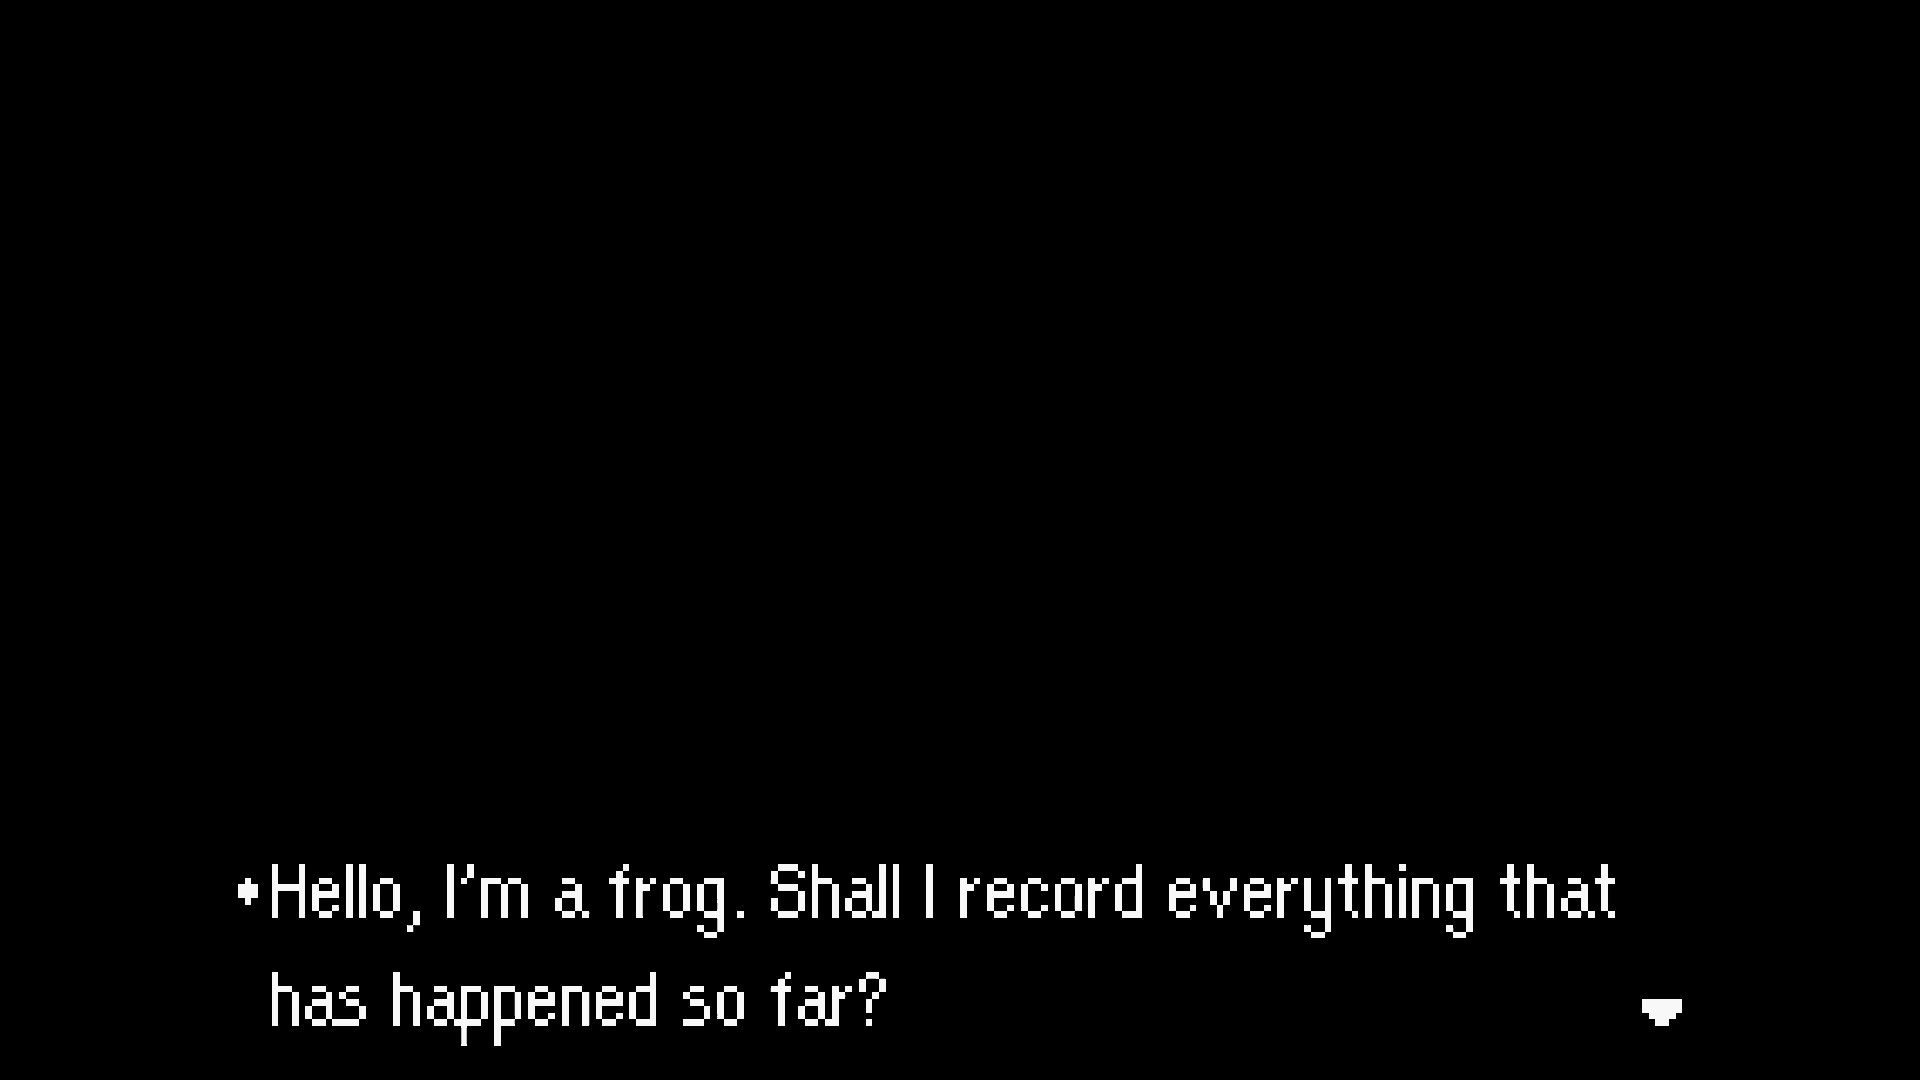 •Hello, I'm a frog. Shall I record everything that
has happened so far?